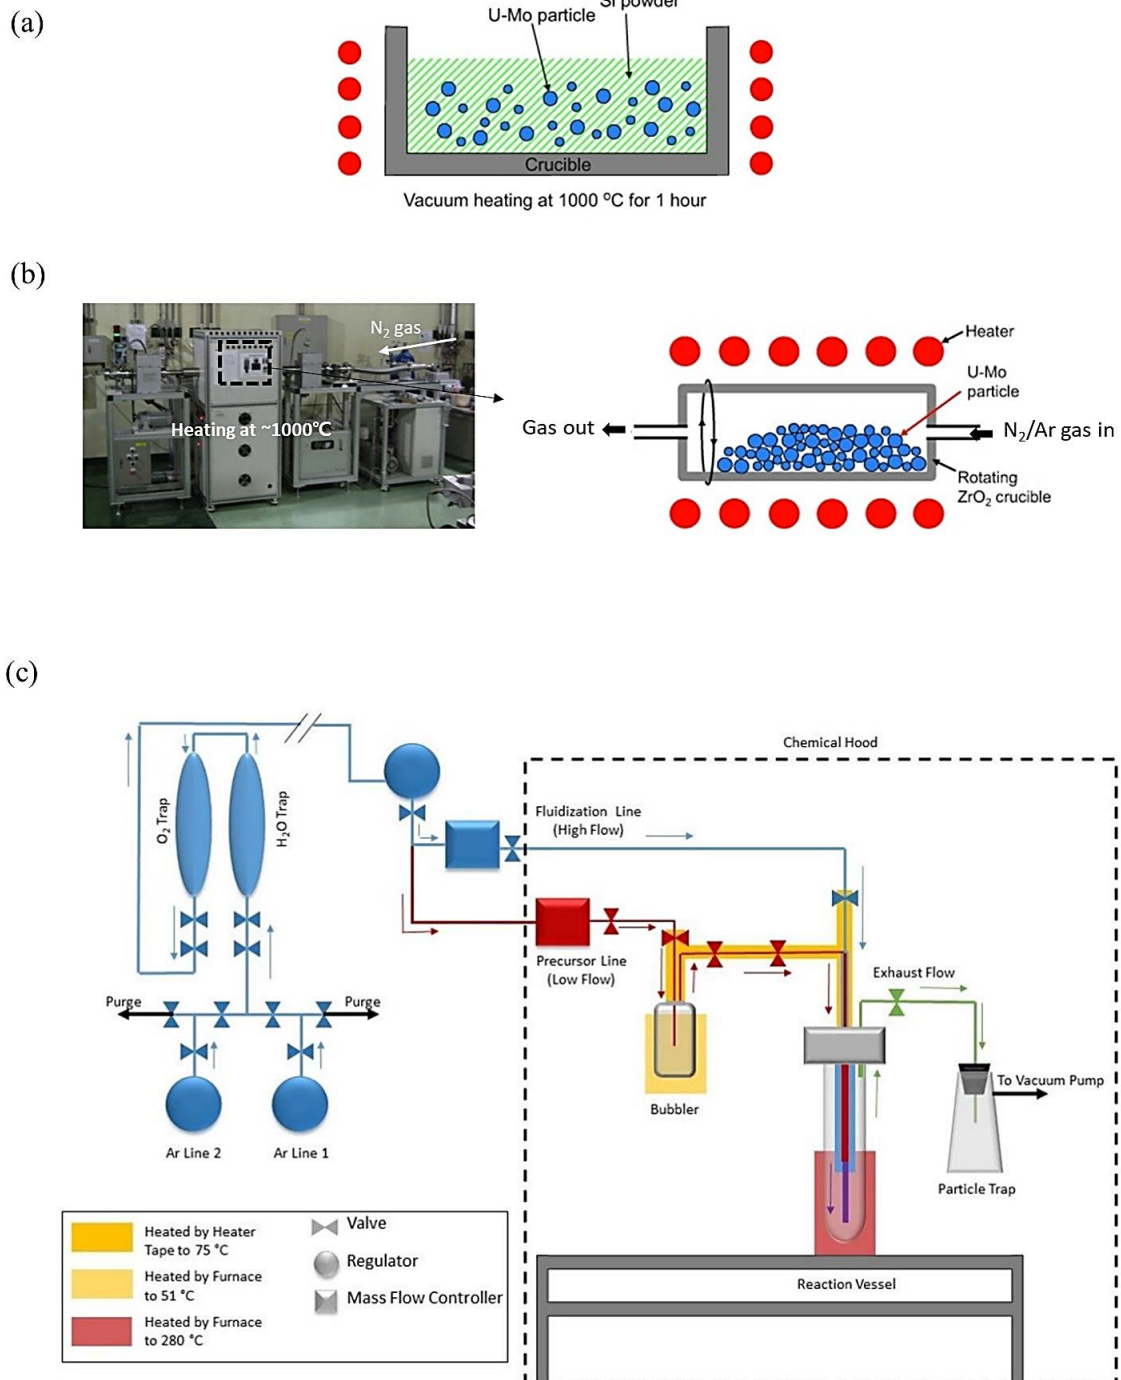 (a)
U-Mo particle
Si powder
Crucible
Vacuum heating at 1000 °C for 1 hour
(b)
N₂ gas
Heating at ~1000℃
Heater
U-Mo
particle
Gas out
N₂/Ar gas in
Rotating
ZrO₂ crucible
(c)
Chemical Hood
O₂ Trap
H₂O Trap
Fluidization Line
(High Flow)
Precursor Line
(Low Flow)
Exhaust Flow
Purge
Purge
To Vacuum Pump
Bubbler
Ar Line 2
Ar Line 1
Particle Trap
Heated by Heater
Tape to 75 °C
Heated by Furnace
to 51 °C
Heated by Furnace
to 280 °C
Valve
Regulator
Mass Flow Controller
Reaction Vessel